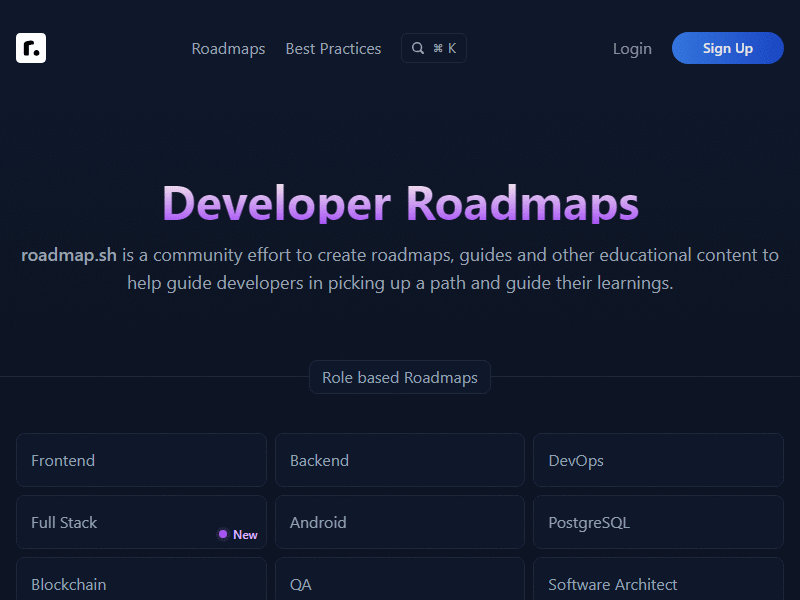 r.
Roadmaps Best Practices ⌘ K Login Sign Up
Developer Roadmaps
roadmap.sh is a community effort to create roadmaps, guides and other educational content to
help guide developers in picking up a path and guide their learnings.
Role based Roadmaps
Frontend Backend DevOps
Full Stack New Android PostgreSQL
Blockchain QA Software Architect